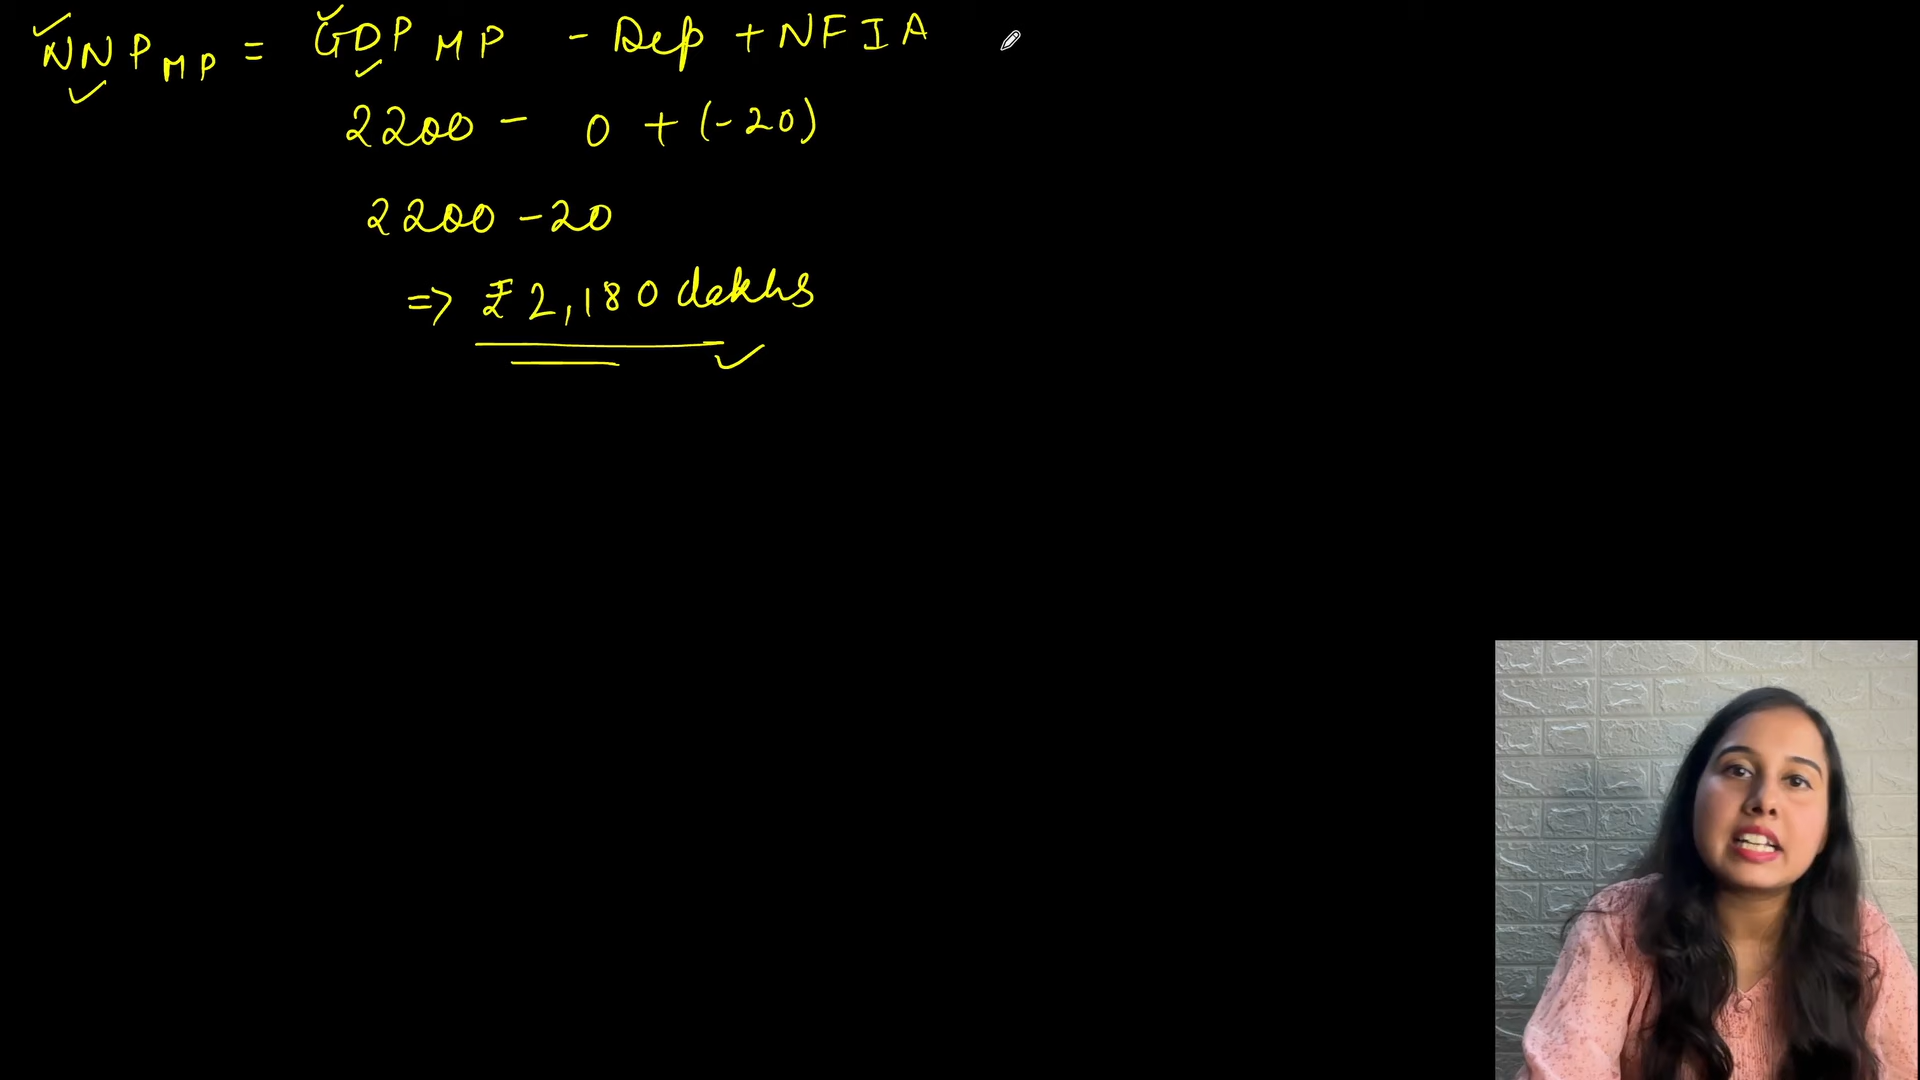 NNP MP = GDP MP - Dep + NFIA
2200 - 0 + (-20)
2200 - 20
=> ₹2,180 Lakhs